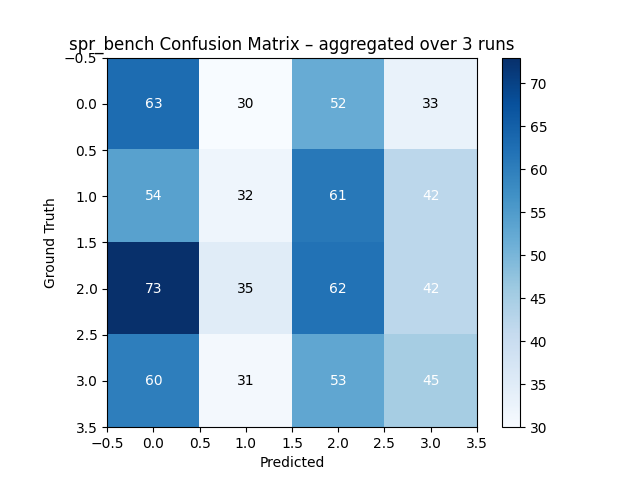 spr_bench Confusion Matrix – aggregated over 3 runs
−0.5
0.0
0.5
1.0
1.5
2.0
2.5
3.0
3.5
Ground Truth
63 30 52 33
54 32 61 42
73 35 62 42
60 31 53 45
−0.5 0.0 0.5 1.0 1.5 2.0 2.5 3.0 3.5
Predicted
70
65
60
55
50
45
40
35
30